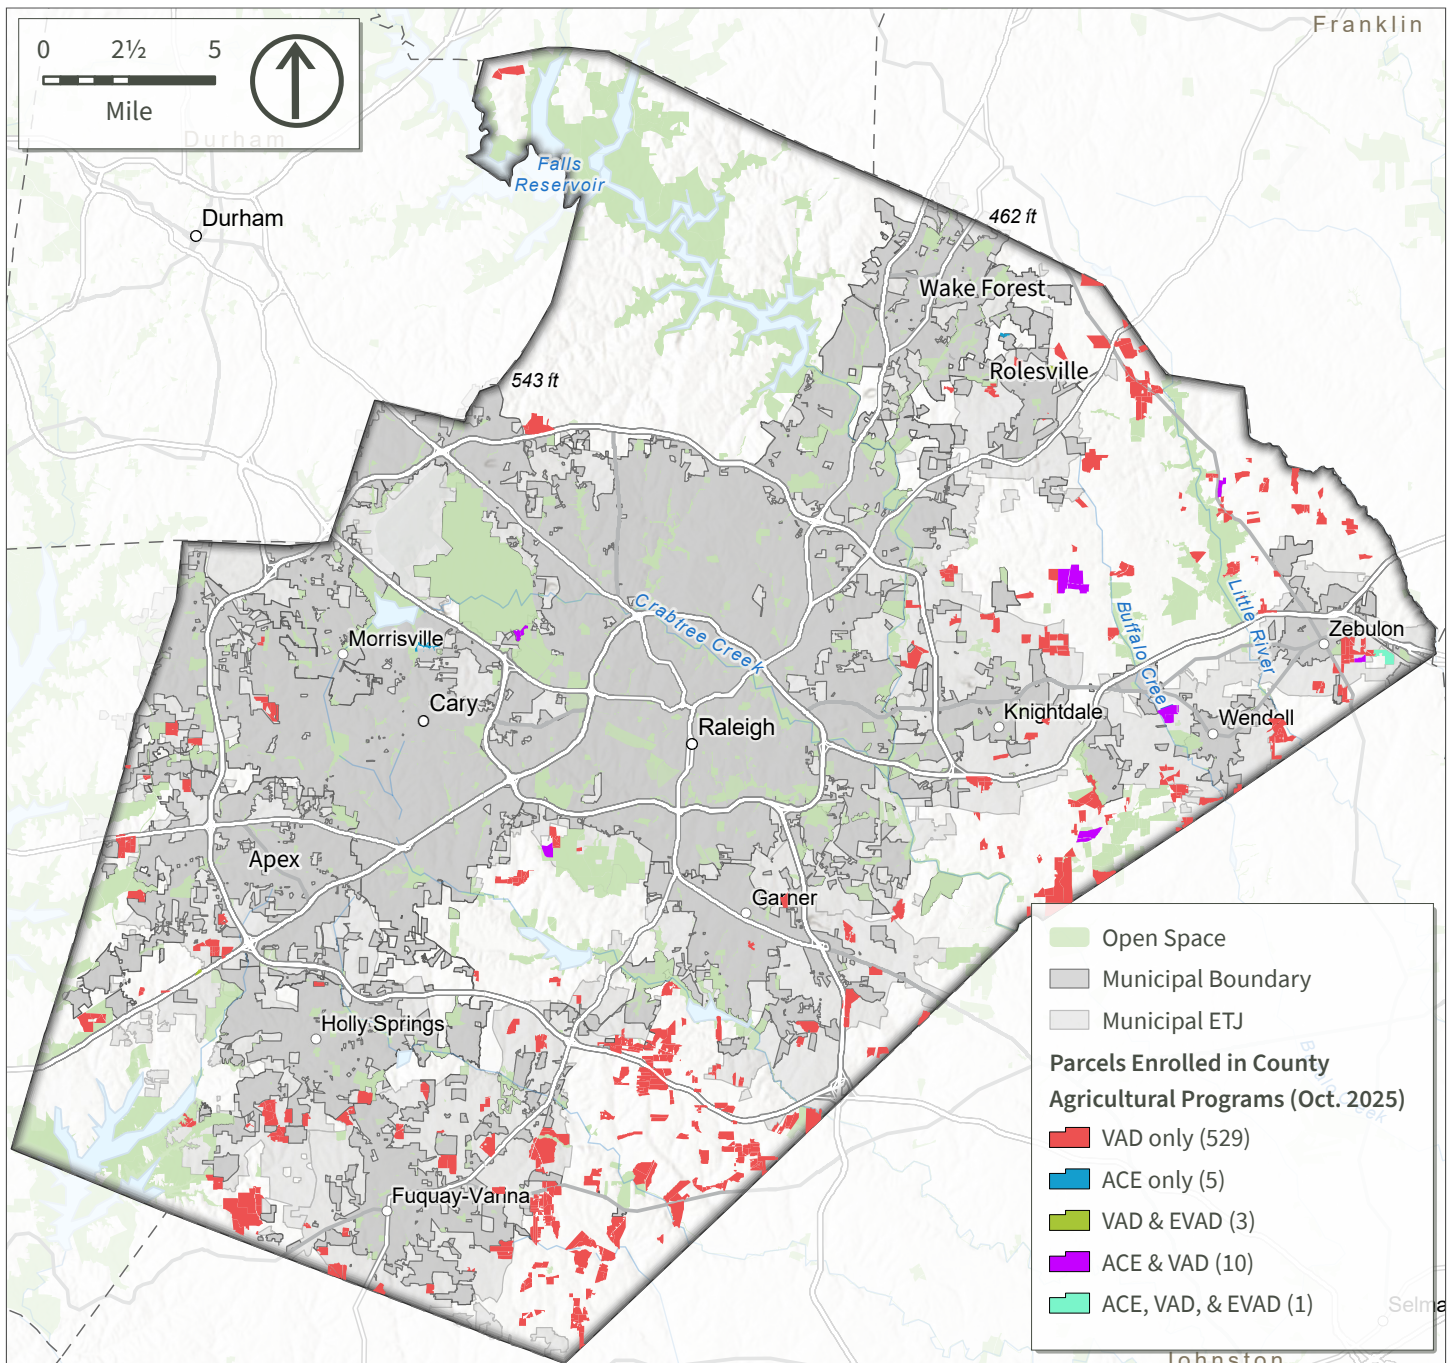 Franklin
0 2½ 5
Mile
Durham
Falls
Reservoir
Durham
462 ft
Wake Forest
543 ft
Rolesville
Crabtree Creek
Little River
Buffalo Cree
Zebulon
Morrisville
Cary
Knightdale
Wendell
Raleigh
Apex
Garner
Holly Springs
Fuquay-Varina
Open Space
Municipal Boundary
Municipal ETJ
Parcels Enrolled in County
Agricultural Programs (Oct. 2025)
VAD only (529)
ACE only (5)
VAD & EVAD (3)
ACE & VAD (10)
ACE, VAD, & EVAD (1)
Selma
Johnston